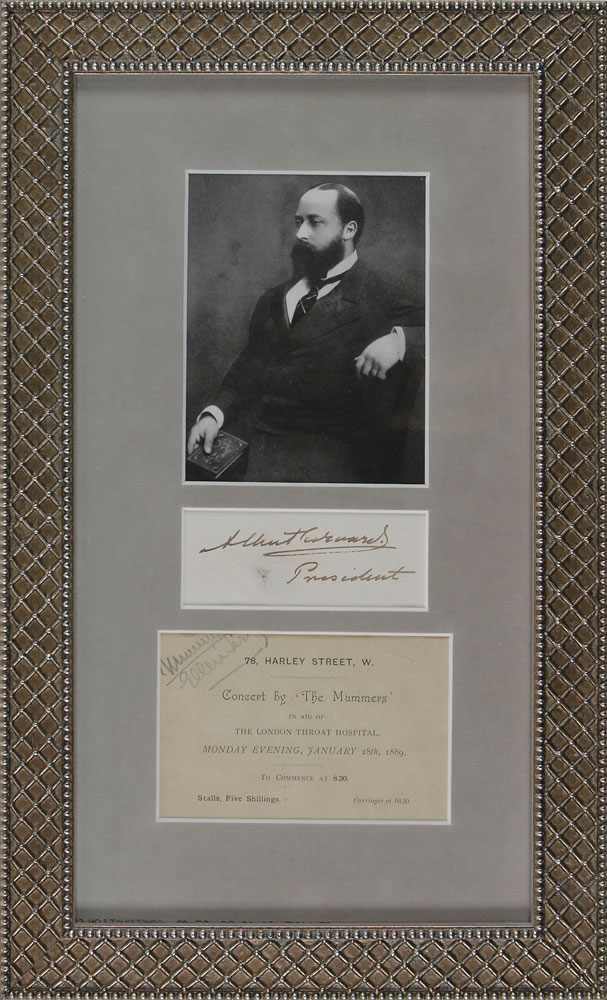 Albert Edward
President
78, HARLEY STREET, W.
Concert by 'The Mummers'
IN AID OF
THE LONDON THROAT HOSPITAL,
MONDAY EVENING, JANUARY 28th, 1889.
TO COMMENCE AT 8.30.
Stalls, Five Shillings. Carriages at 10.30.